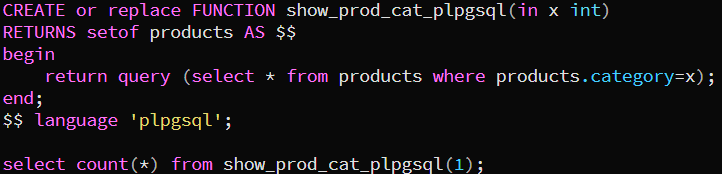 CREATE or replace FUNCTION show_prod_cat_plpgsql(in x int)
RETURNS setof products AS $$
begin
    return query (select * from products where products.category=x);
end;
$$ language 'plpgsql';

select count(*) from show_prod_cat_plpgsql(1);